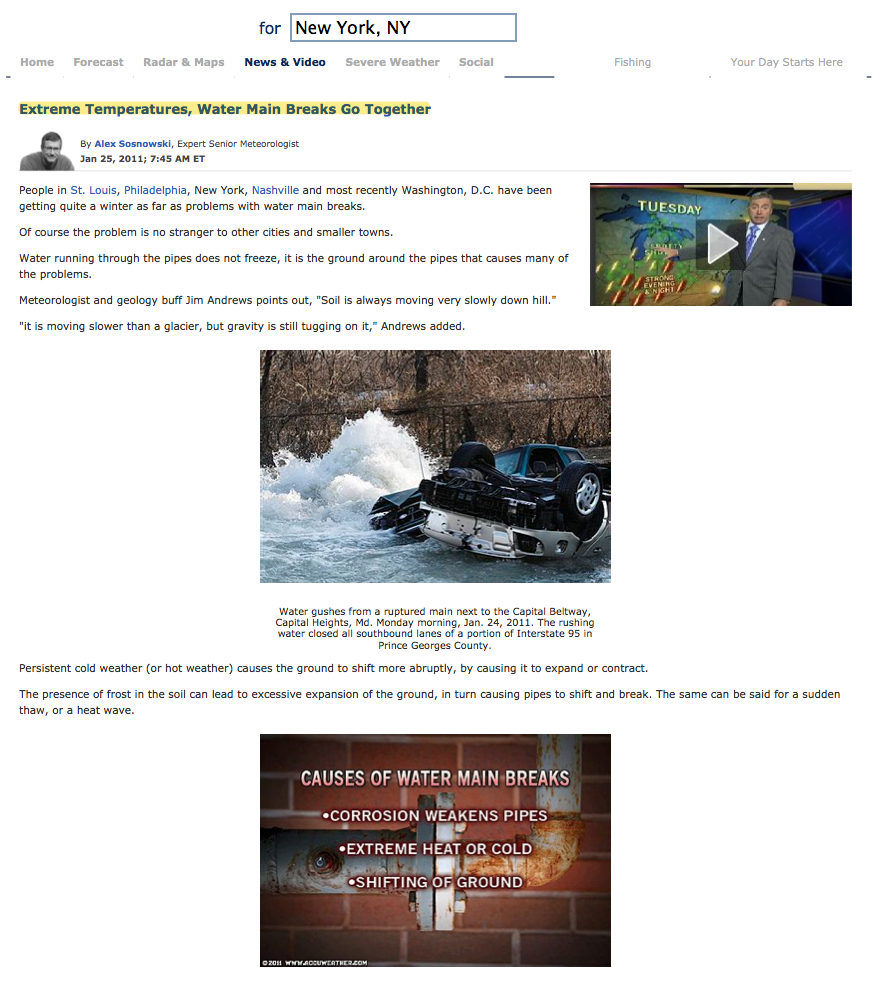 for New York, NY
Home Forecast Radar & Maps News & Video Severe Weather Social Fishing Your Day Starts Here
Extreme Temperatures, Water Main Breaks Go Together
By Alex Sosnowski, Expert Senior Meteorologist
Jan 25, 2011; 7:45 AM ET
People in St. Louis, Philadelphia, New York, Nashville and most recently Washington, D.C. have been
getting quite a winter as far as problems with water main breaks.
Of course the problem is no stranger to other cities and smaller towns.
Water running through the pipes does not freeze, it is the ground around the pipes that causes many of
the problems.
Meteorologist and geology buff Jim Andrews points out, "Soil is always moving very slowly down hill."
"it is moving slower than a glacier, but gravity is still tugging on it," Andrews added.
TUESDAY
STRONG
EVENING
& NIGHT
Water gushes from a ruptured main next to the Capital Beltway,
Capital Heights, Md. Monday morning, Jan. 24, 2011. The rushing
water closed all southbound lanes of a portion of Interstate 95 in
Prince Georges County.
Persistent cold weather (or hot weather) causes the ground to shift more abruptly, by causing it to expand or contract.
The presence of frost in the soil can lead to excessive expansion of the ground, in turn causing pipes to shift and break. The same can be said for a sudden
thaw, or a heat wave.
CAUSES OF WATER MAIN BREAKS
•CORROSION WEAKENS PIPES
•EXTREME HEAT OR COLD
•SHIFTING OF GROUND
©2011 WWW.ACCUWEATHER.COM